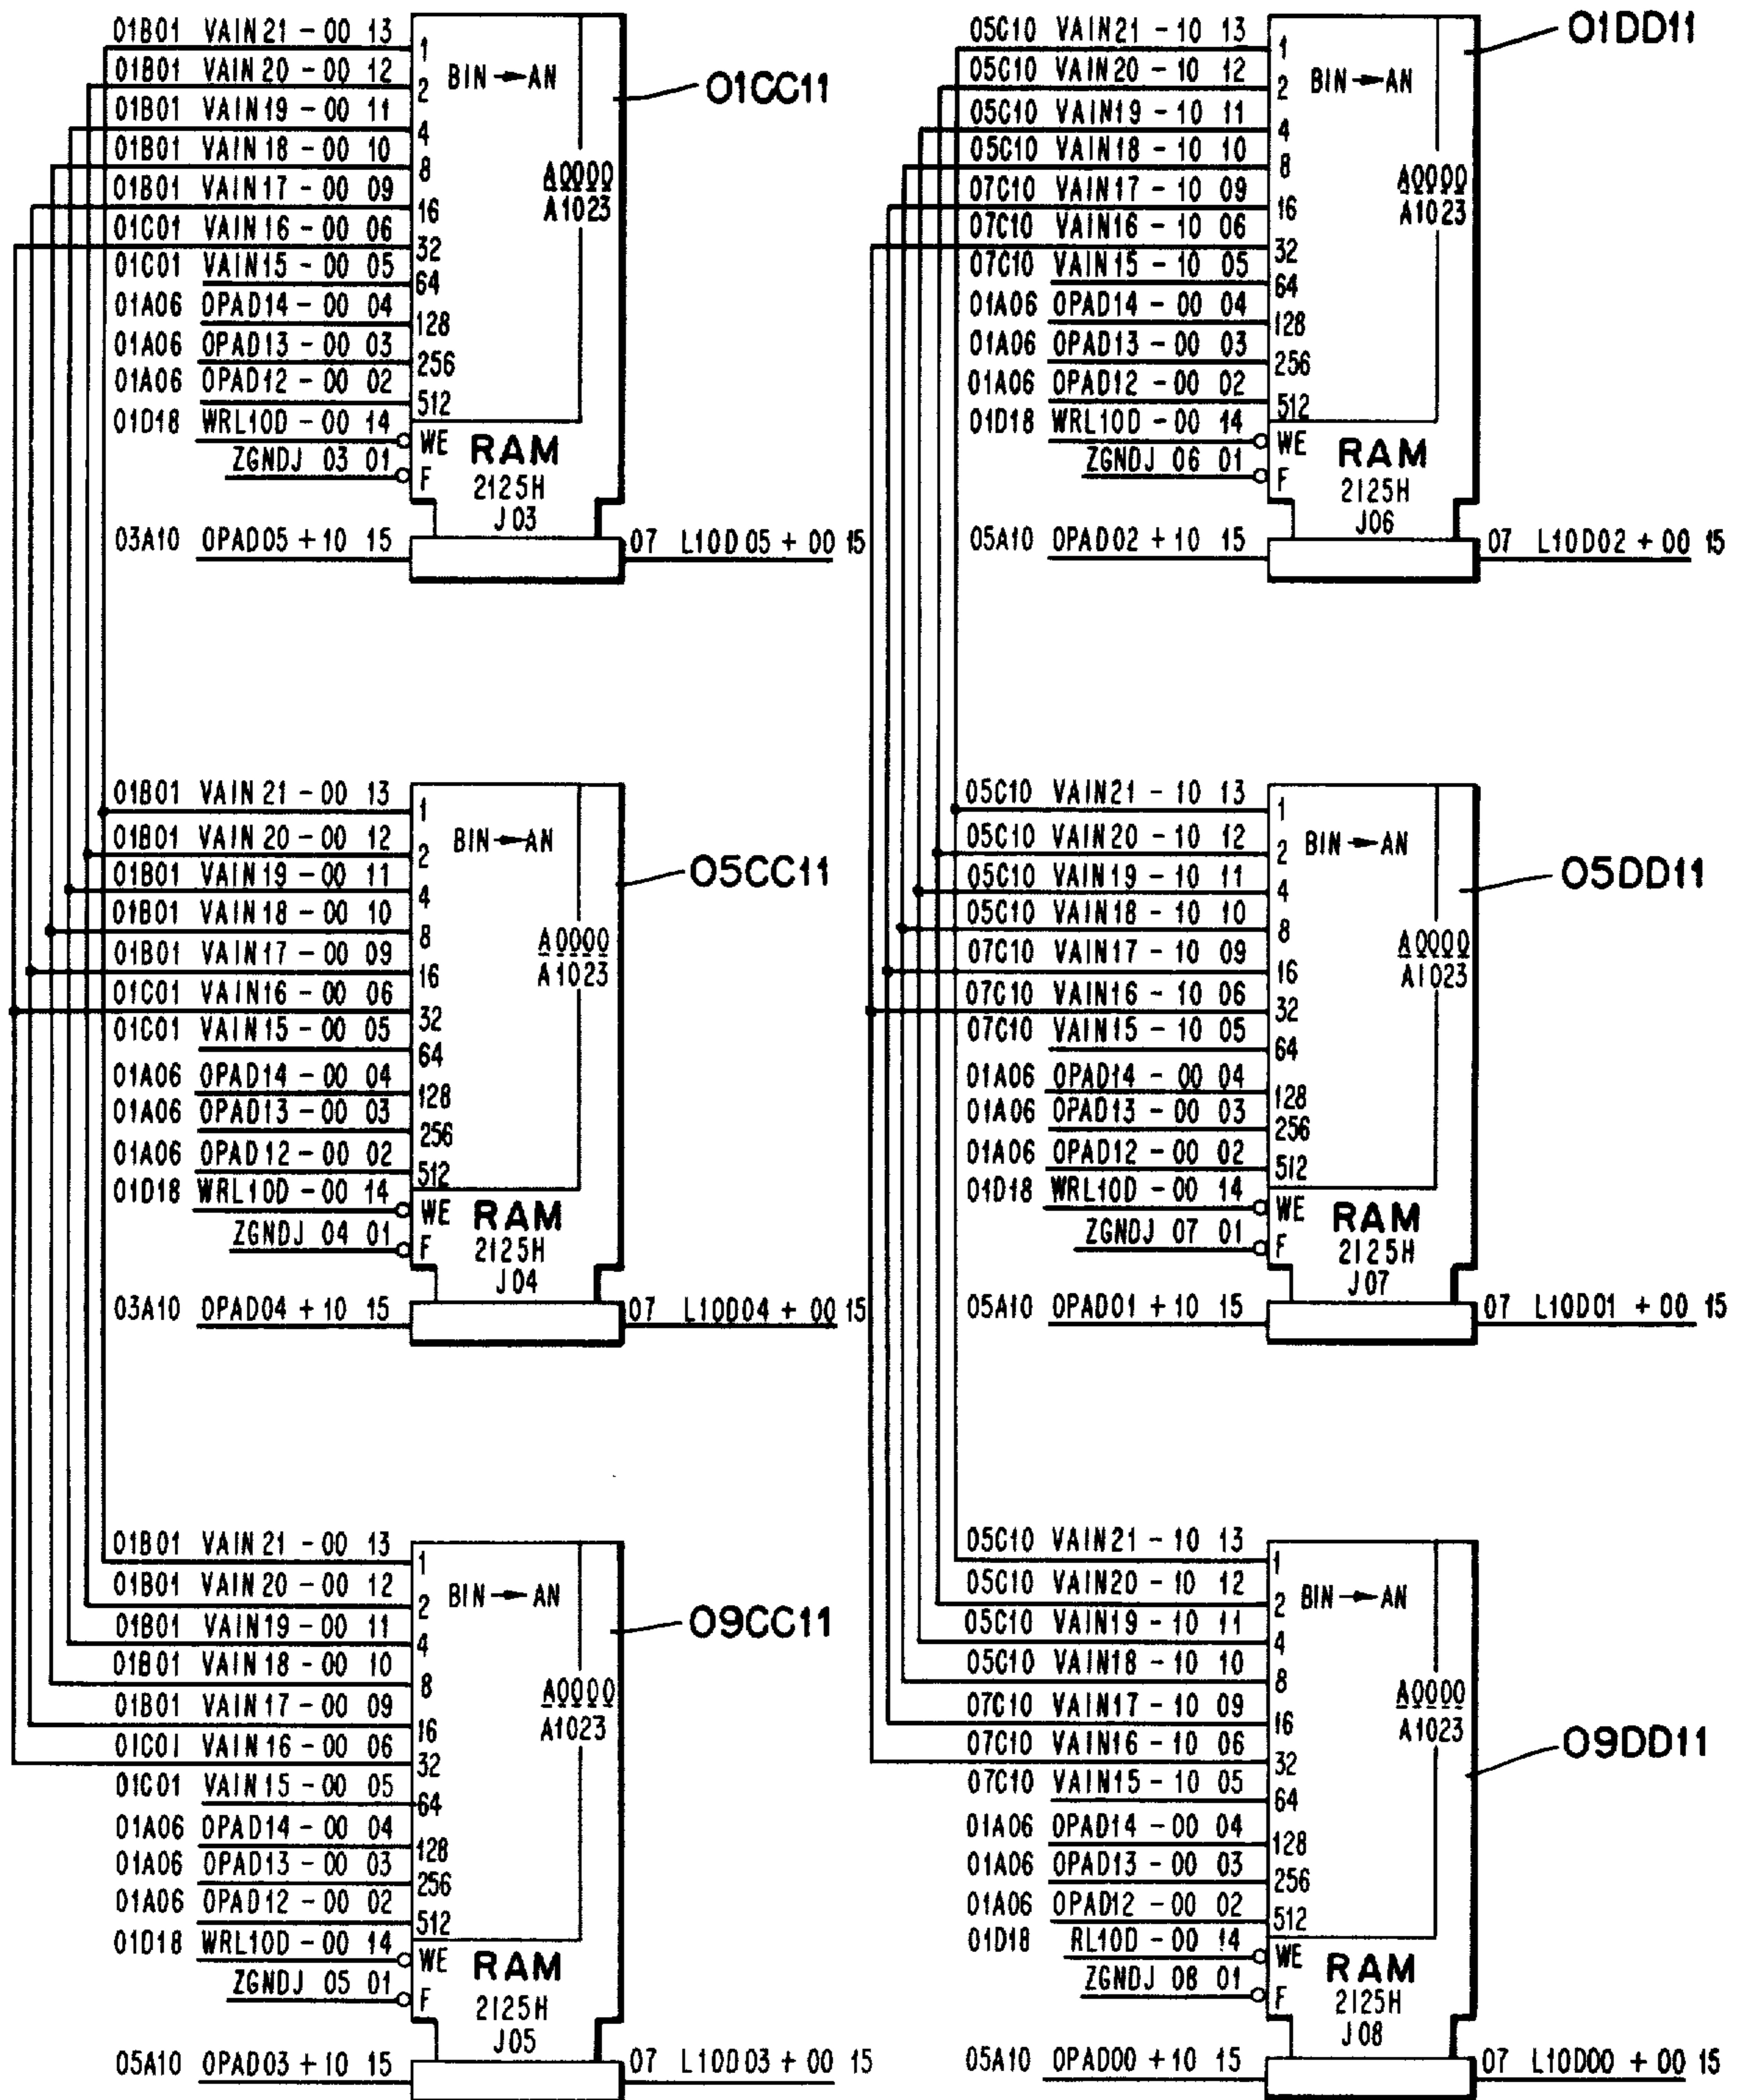 01B01 VAIN21-00 13 1
01B01 VAIN20-00 12 2
01B01 VAIN19-00 11 4
01B01 VAIN18-00 10 8
01B01 VAIN17-00 09 16
01C01 VAIN16-00 06 32
01C01 VAIN15-00 05 64
01A06 OPAD14-00 04 128
01A06 OPAD13-00 03 256
01A06 OPAD12-00 02 512
01D18 WRL10D-00 14 WE
ZGNDJ 03 01 F
BIN→AN
A0000
A1023
RAM
2125H
J03
01CC11
03A10 OPAD05+10 15
07 L10D05+00 15
05C10 VAIN21-10 13 1
05C10 VAIN20-10 12 2
05C10 VAIN19-10 11 4
05C10 VAIN18-10 10 8
07C10 VAIN17-10 09 16
07C10 VAIN16-10 06 32
07C10 VAIN15-10 05 64
01A06 OPAD14-00 04 128
01A06 OPAD13-00 03 256
01A06 OPAD12-00 02 512
01D18 WRL10D-00 14 WE
ZGNDJ 06 01 F
BIN→AN
A0000
A1023
RAM
2125H
J06
01DD11
05A10 OPAD02+10 15
07 L10D02+00 15
01B01 VAIN21-00 13 1
01B01 VAIN20-00 12 2
01B01 VAIN19-00 11 4
01B01 VAIN18-00 10 8
01B01 VAIN17-00 09 16
01C01 VAIN16-00 06 32
01C01 VAIN15-00 05 64
01A06 OPAD14-00 04 128
01A06 OPAD13-00 03 256
01A06 OPAD12-00 02 512
01D18 WRL10D-00 14 WE
ZGNDJ 04 01 F
BIN→AN
A0000
A1023
RAM
2125H
J04
05CC11
03A10 OPAD04+10 15
07 L10D04+00 15
05C10 VAIN21-10 13 1
05C10 VAIN20-10 12 2
05C10 VAIN19-10 11 4
05C10 VAIN18-10 10 8
07C10 VAIN17-10 09 16
07C10 VAIN16-10 06 32
07C10 VAIN15-10 05 64
01A06 OPAD14-00 04 128
01A06 OPAD13-00 03 256
01A06 OPAD12-00 02 512
01D18 WRL10D-00 14 WE
ZGNDJ 07 01 F
BIN→AN
A0000
A1023
RAM
2125H
J07
05DD11
05A10 OPAD01+10 15
07 L10D01+00 15
01B01 VAIN21-00 13 1
01B01 VAIN20-00 12 2
01B01 VAIN19-00 11 4
01B01 VAIN18-00 10 8
01B01 VAIN17-00 09 16
01C01 VAIN16-00 06 32
01C01 VAIN15-00 05 64
01A06 OPAD14-00 04 128
01A06 OPAD13-00 03 256
01A06 OPAD12-00 02 512
01D18 WRL10D-00 14 WE
ZGNDJ 05 01 F
BIN→AN
A0000
A1023
RAM
2125H
J05
09CC11
05A10 OPAD03+10 15
07 L10D03+00 15
05C10 VAIN21-10 13 1
05C10 VAIN20-10 12 2
05C10 VAIN19-10 11 4
05C10 VAIN18-10 10 8
07C10 VAIN17-10 09 16
07C10 VAIN16-10 06 32
07C10 VAIN15-10 05 64
01A06 OPAD14-00 04 128
01A06 OPAD13-00 03 256
01A06 OPAD12-00 02 512
01D18 RL10D-00 14 WE
ZGNDJ 08 01 F
BIN→AN
A0000
A1023
RAM
2125H
J08
09DD11
05A10 OPAD00+10 15
07 L10D00+00 15